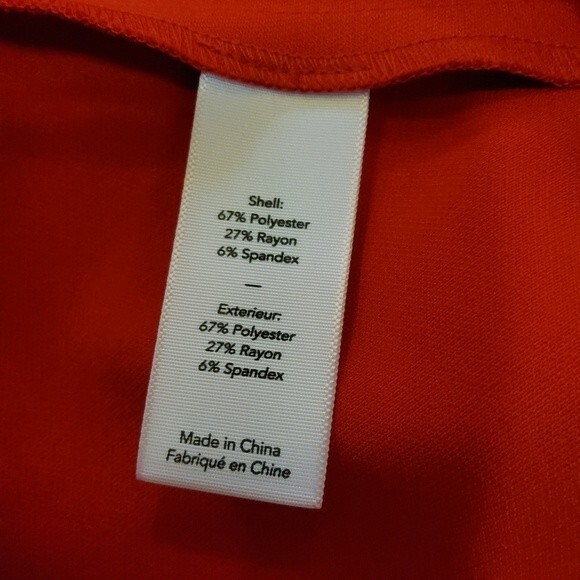 Shell:
67% Polyester
27% Rayon
6% Spandex
—
Exterieur:
67% Polyester
27% Rayon
6% Spandex
Made in China
Fabriqué en Chine